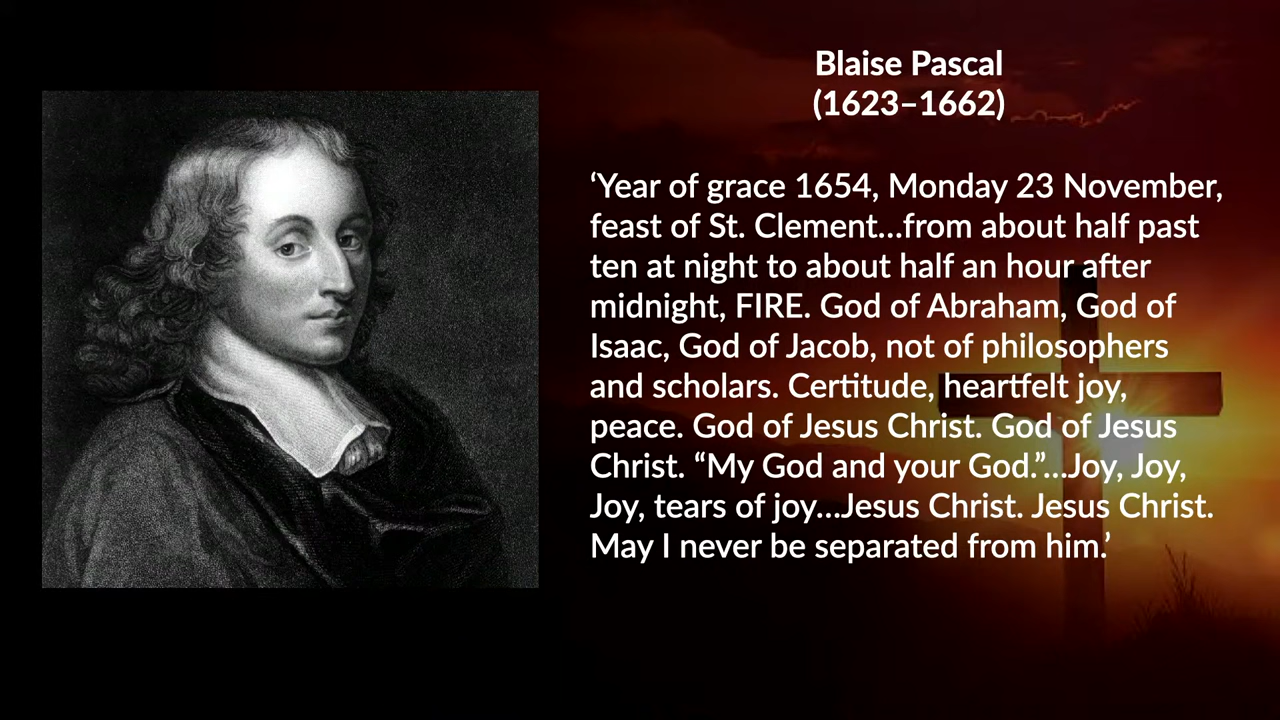 Blaise Pascal
(1623–1662)
‘Year of grace 1654, Monday 23 November,
feast of St. Clement...from about half past
ten at night to about half an hour after
midnight, FIRE. God of Abraham, God of
Isaac, God of Jacob, not of philosophers
and scholars. Certitude, heartfelt joy,
peace. God of Jesus Christ. God of Jesus
Christ. “My God and your God.”...Joy, Joy,
Joy, tears of joy...Jesus Christ. Jesus Christ.
May I never be separated from him.’